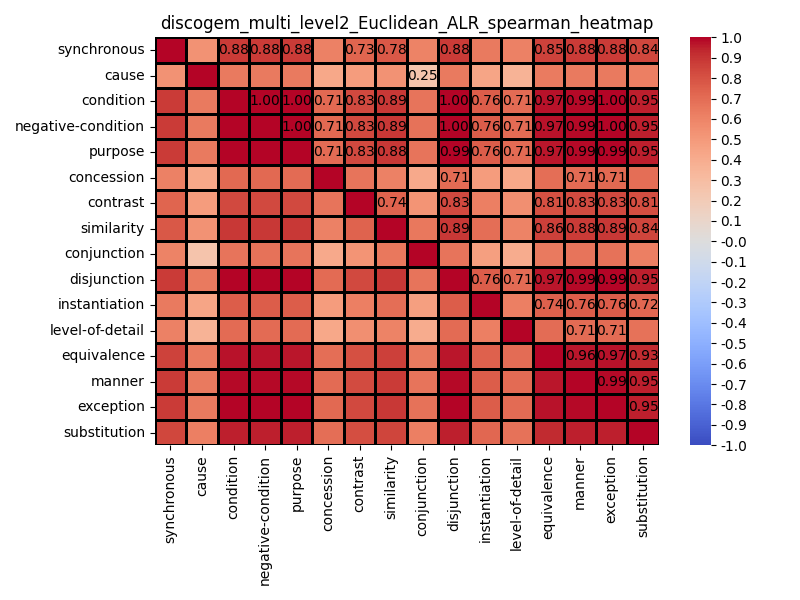 discogem_multi_level2_Euclidean_ALR_spearman_heatmap
synchronous 0.88 0.88 0.88 0.73 0.78 0.88 0.85 0.88 0.88 0.84
cause 0.25
condition 1.00 1.00 0.71 0.83 0.89 1.00 0.76 0.71 0.97 0.99 1.00 0.95
negative-condition 1.00 0.71 0.83 0.89 1.00 0.76 0.71 0.97 0.99 1.00 0.95
purpose 0.71 0.83 0.88 0.99 0.76 0.71 0.97 0.99 0.99 0.95
concession 0.71 0.71 0.71
contrast 0.74 0.83 0.81 0.83 0.83 0.81
similarity 0.89 0.86 0.88 0.89 0.84
conjunction
disjunction 0.76 0.71 0.97 0.99 0.99 0.95
instantiation 0.74 0.76 0.76 0.72
level-of-detail 0.71 0.71
equivalence 0.96 0.97 0.93
manner 0.99 0.95
exception 0.95
substitution
synchronous
cause
condition
negative-condition
purpose
concession
contrast
similarity
conjunction
disjunction
instantiation
level-of-detail
equivalence
manner
exception
substitution
1.0
0.9
0.8
0.7
0.6
0.5
0.4
0.3
0.2
0.1
-0.0
-0.1
-0.2
-0.3
-0.4
-0.5
-0.6
-0.7
-0.8
-0.9
-1.0